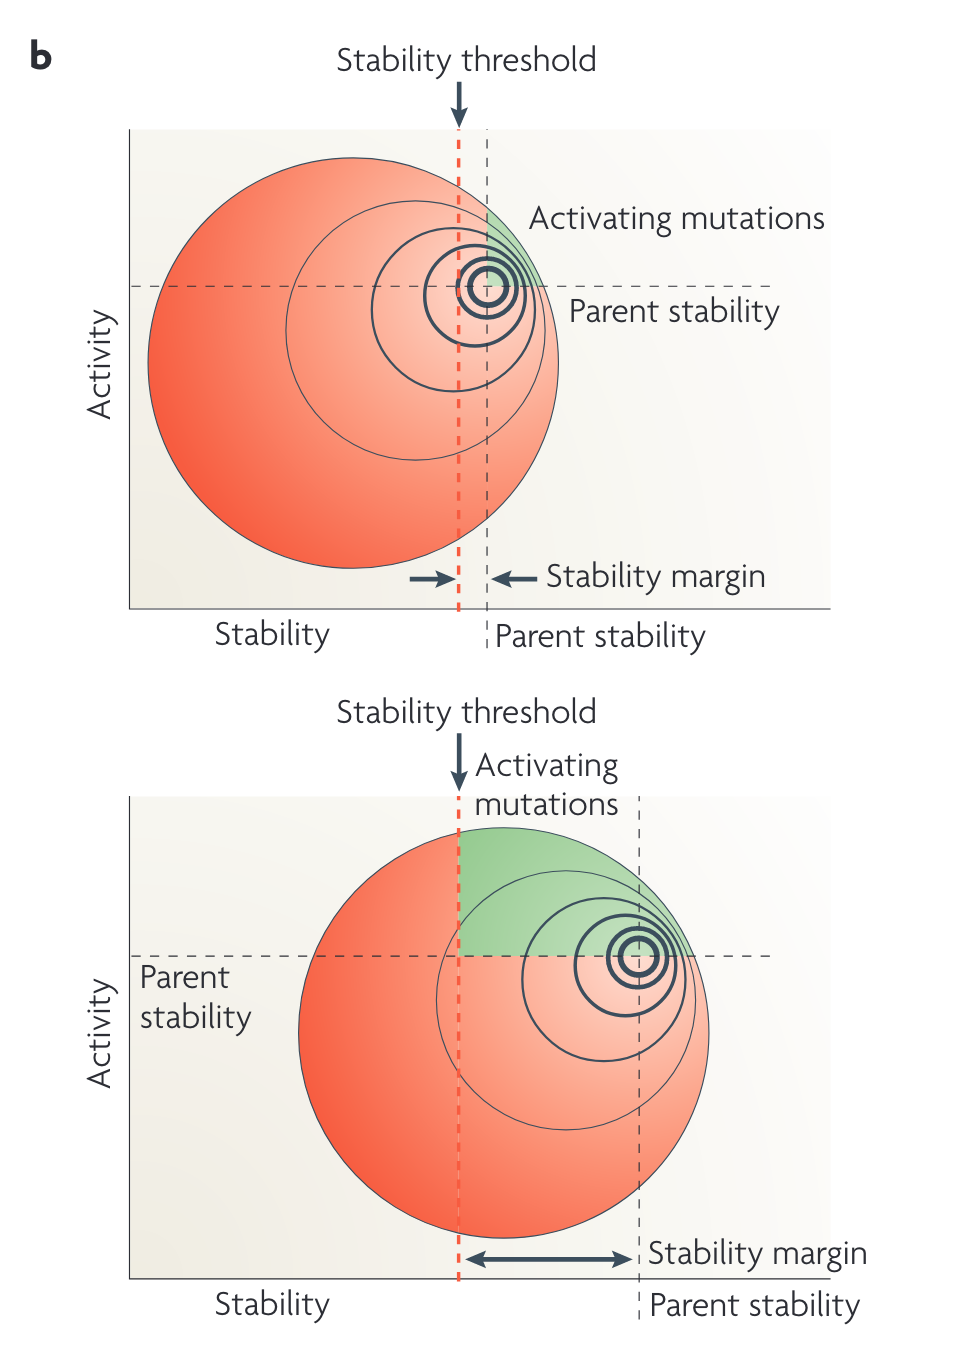 b
Stability threshold
Activating mutations
Parent stability
Activity
Stability margin
Stability
Parent stability
Stability threshold
Activating
mutations
Parent
stability
Activity
Stability margin
Stability
Parent stability